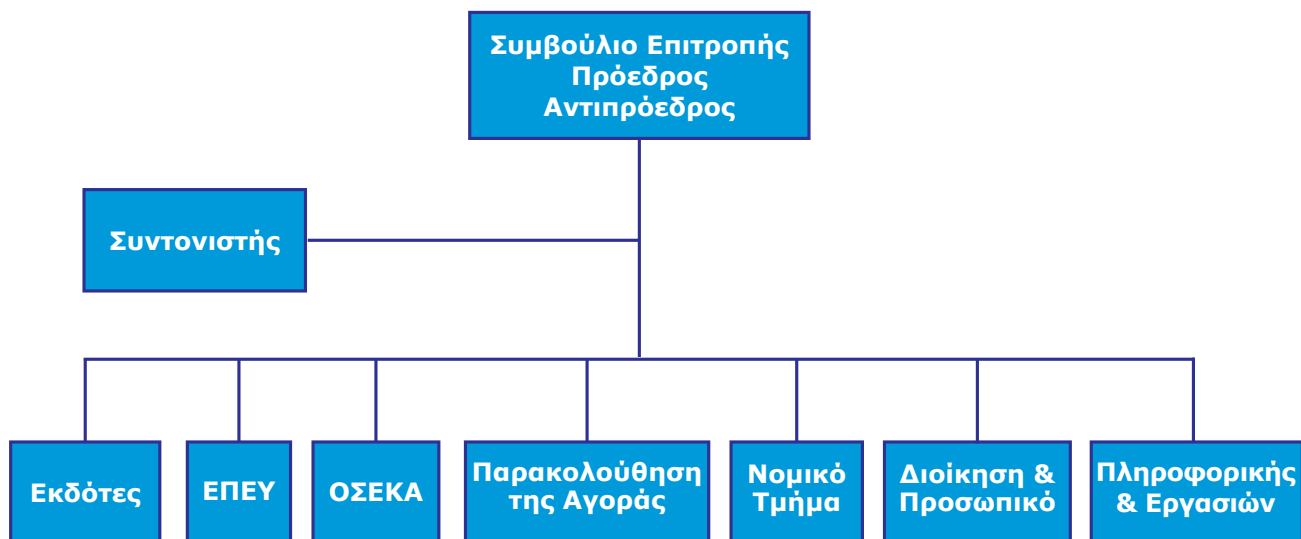 Συμβούλιο Επιτροπής
Πρόεδρος
Αντιπρόεδρος
Συντονιστής
Εκδότες
ΕΠΕΥ
ΟΣΕΚΑ
Παρακολούθηση
της Αγοράς
Νομικό
Τμήμα
Διοίκηση &
Προσωπικό
Πληροφορικής
& Εργασιών